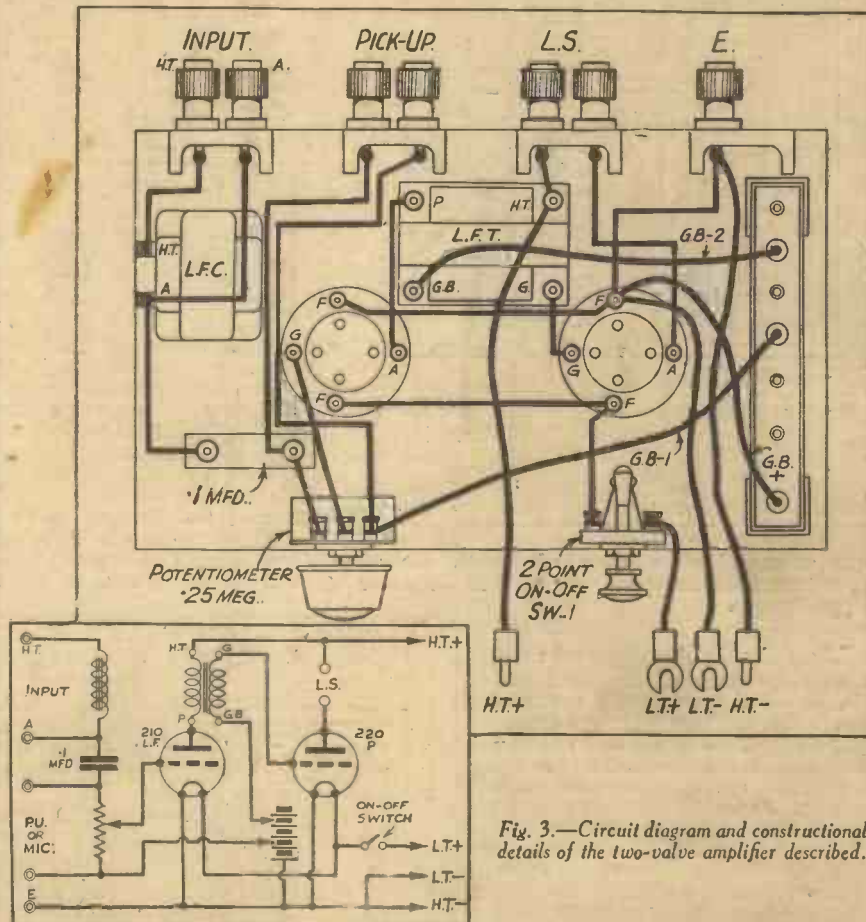 INPUT.
PICK-UP.
L.S.
E.
H.T.
A.
P
H.T.
H.T.
L.F.C.
L.F.T.
G.B-2
A
G.B.
G.
F
F
G
A
G
A
F
F
G.B-1
G.B.
+
·1 MFD..
POTENTIOMETER
·25 MEG..
2 POINT
ON-OFF
SW..1
H.T.+
L.T.+
L.T.-
H.T.-
H.T.
INPUT
A
·1
MFD
P.U.
OR
MIC.
E
H.T
G
P
G.B
210
L.F.
L.S.
220
P
ON-OFF
SWITCH
H.T.+
L.T.+
L.T.-
H.T.-
Fig. 3.—Circuit diagram and constructional
details of the two-valve amplifier described.